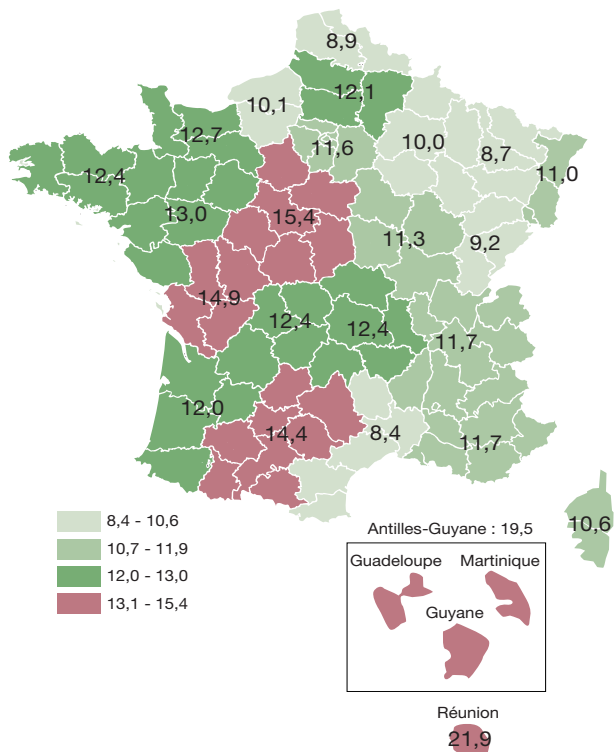 8,9
12,1
10,1
12,7
11,6
10,0
8,7
11,0
12,4
13,0
15,4
11,3
9,2
14,9
12,4
12,4
11,7
12,0
14,4
8,4
11,7
10,6
8,4 - 10,6
10,7 - 11,9
12,0 - 13,0
13,1 - 15,4
Antilles-Guyane : 19,5
Guadeloupe
Martinique
Guyane
Réunion
21,9